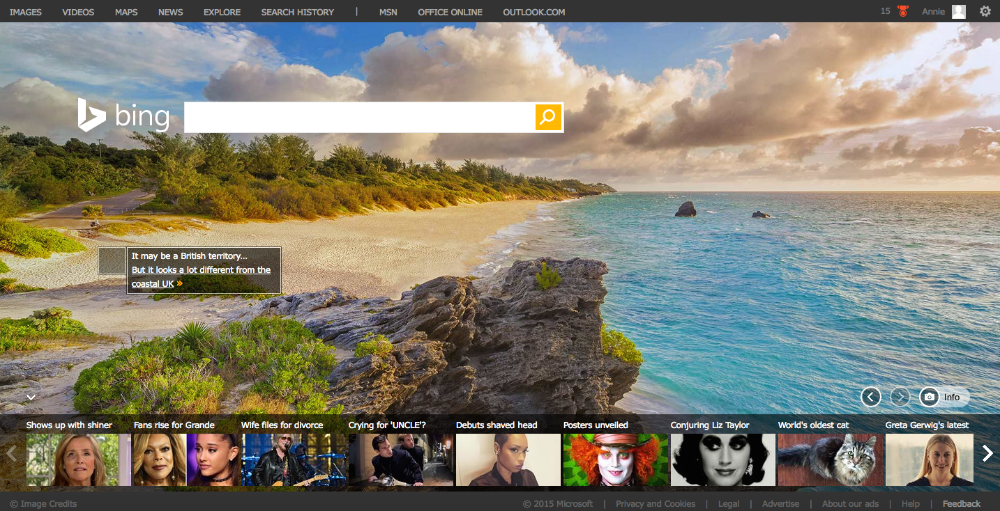 IMAGES VIDEOS MAPS NEWS EXPLORE SEARCH HISTORY | MSN OFFICE ONLINE OUTLOOK.COM 15 Annie
bing
It may be a British territory...
But it looks a lot different from the
coastal UK »
Info
Shows up with shiner Fans rise for Grande Wife files for divorce Crying for 'UNCLE'? Debuts shaved head Posters unveiled Conjuring Liz Taylor World's oldest cat Greta Gerwig's latest
© Image Credits © 2015 Microsoft | Privacy and Cookies | Legal | Advertise | About our ads | Help | Feedback